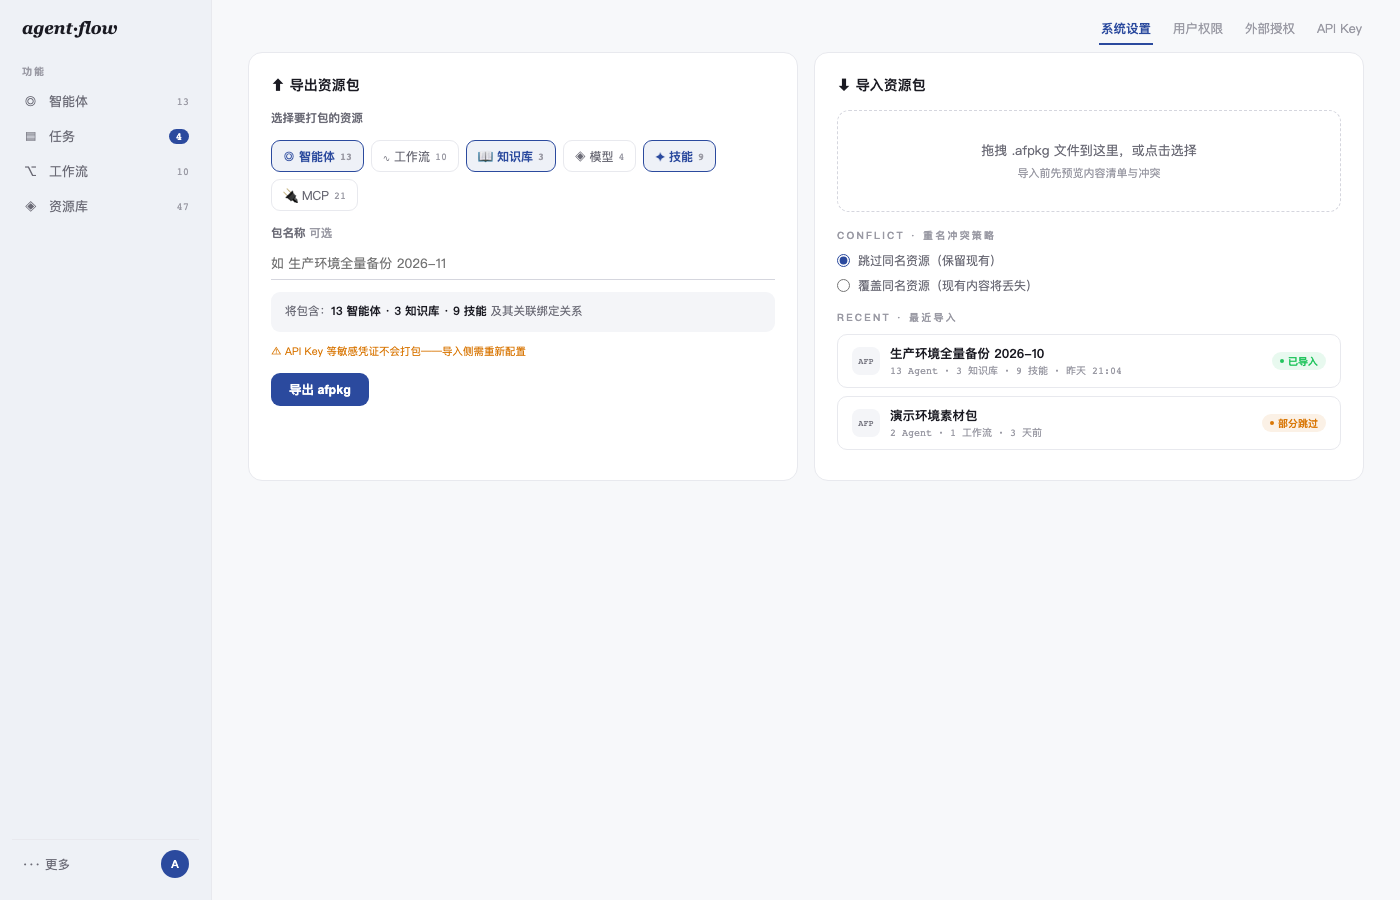 agent·flow
功能
智能体 13
任务 4
工作流 10
资源库 47
··· 更多
A
系统设置 用户权限 外部授权 API Key
导出资源包
选择要打包的资源
智能体 13 工作流 10 知识库 3 模型 4 技能 9
MCP 21
包名称 可选
如 生产环境全量备份 2026-11
将包含：13 智能体 · 3 知识库 · 9 技能 及其关联绑定关系
⚠ API Key 等敏感凭证不会打包——导入侧需重新配置
导出 afpkg
导入资源包
拖拽 .afpkg 文件到这里，或点击选择
导入前先预览内容清单与冲突
CONFLICT · 重名冲突策略
跳过同名资源（保留现有）
覆盖同名资源（现有内容将丢失）
RECENT · 最近导入
AFP
生产环境全量备份 2026-10
13 Agent · 3 知识库 · 9 技能 · 昨天 21:04
已导入
AFP
演示环境素材包
2 Agent · 1 工作流 · 3 天前
部分跳过